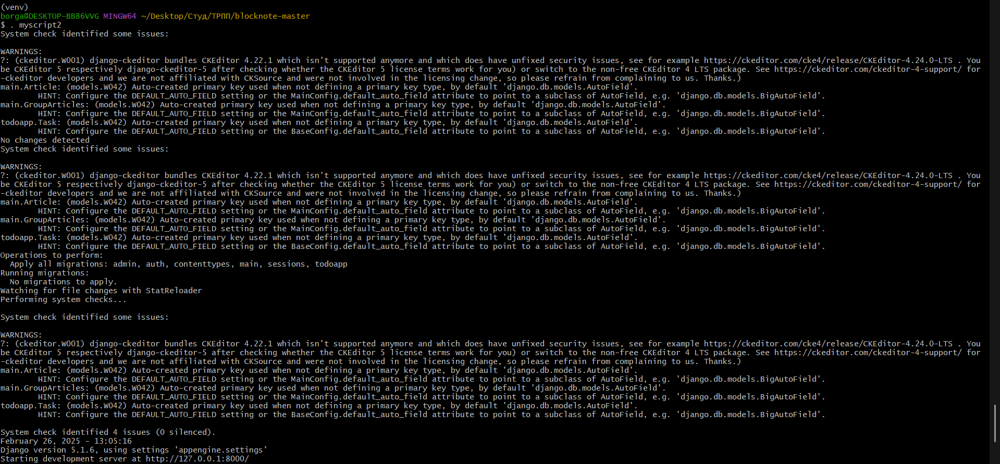 (venv)
borga@DESKTOP-BB86VVG MINGW64 ~/Desktop/Студ/ТРПП/blocknote-master
$ . myscript2
System check identified some issues:

WARNINGS:
?: (ckeditor.W001) django-ckeditor bundles CKEditor 4.22.1 which isn't supported anymore and which does have unfixed security issues, see for example https://ckeditor.com/cke4/release/CKEditor-4.24.0-LTS . You
be CKEditor 5 respectively django-ckeditor-5 after checking whether the CKEditor 5 license terms work for you) or switch to the non-free CKEditor 4 LTS package. See https://ckeditor.com/ckeditor-4-support/ for
-ckeditor developers and we are not affiliated with CKSource and were not involved in the licensing change, so please refrain from complaining to us. Thanks.)
main.Article: (models.W042) Auto-created primary key used when not defining a primary key type, by default 'django.db.models.AutoField'.
        HINT: Configure the DEFAULT_AUTO_FIELD setting or the MainConfig.default_auto_field attribute to point to a subclass of AutoField, e.g. 'django.db.models.BigAutoField'.
main.GroupArticles: (models.W042) Auto-created primary key used when not defining a primary key type, by default 'django.db.models.AutoField'.
        HINT: Configure the DEFAULT_AUTO_FIELD setting or the MainConfig.default_auto_field attribute to point to a subclass of AutoField, e.g. 'django.db.models.BigAutoField'.
todoapp.Task: (models.W042) Auto-created primary key used when not defining a primary key type, by default 'django.db.models.AutoField'.
        HINT: Configure the DEFAULT_AUTO_FIELD setting or the BaseConfig.default_auto_field attribute to point to a subclass of AutoField, e.g. 'django.db.models.BigAutoField'.
No changes detected
System check identified some issues:

WARNINGS:
?: (ckeditor.W001) django-ckeditor bundles CKEditor 4.22.1 which isn't supported anymore and which does have unfixed security issues, see for example https://ckeditor.com/cke4/release/CKEditor-4.24.0-LTS . You
be CKEditor 5 respectively django-ckeditor-5 after checking whether the CKEditor 5 license terms work for you) or switch to the non-free CKEditor 4 LTS package. See https://ckeditor.com/ckeditor-4-support/ for
-ckeditor developers and we are not affiliated with CKSource and were not involved in the licensing change, so please refrain from complaining to us. Thanks.)
main.Article: (models.W042) Auto-created primary key used when not defining a primary key type, by default 'django.db.models.AutoField'.
        HINT: Configure the DEFAULT_AUTO_FIELD setting or the MainConfig.default_auto_field attribute to point to a subclass of AutoField, e.g. 'django.db.models.BigAutoField'.
main.GroupArticles: (models.W042) Auto-created primary key used when not defining a primary key type, by default 'django.db.models.AutoField'.
        HINT: Configure the DEFAULT_AUTO_FIELD setting or the MainConfig.default_auto_field attribute to point to a subclass of AutoField, e.g. 'django.db.models.BigAutoField'.
todoapp.Task: (models.W042) Auto-created primary key used when not defining a primary key type, by default 'django.db.models.AutoField'.
        HINT: Configure the DEFAULT_AUTO_FIELD setting or the BaseConfig.default_auto_field attribute to point to a subclass of AutoField, e.g. 'django.db.models.BigAutoField'.
Operations to perform:
  Apply all migrations: admin, auth, contenttypes, main, sessions, todoapp
Running migrations:
  No migrations to apply.
Watching for file changes with StatReloader
Performing system checks...

System check identified some issues:

WARNINGS:
?: (ckeditor.W001) django-ckeditor bundles CKEditor 4.22.1 which isn't supported anymore and which does have unfixed security issues, see for example https://ckeditor.com/cke4/release/CKEditor-4.24.0-LTS . You
be CKEditor 5 respectively django-ckeditor-5 after checking whether the CKEditor 5 license terms work for you) or switch to the non-free CKEditor 4 LTS package. See https://ckeditor.com/ckeditor-4-support/ for
-ckeditor developers and we are not affiliated with CKSource and were not involved in the licensing change, so please refrain from complaining to us. Thanks.)
main.Article: (models.W042) Auto-created primary key used when not defining a primary key type, by default 'django.db.models.AutoField'.
        HINT: Configure the DEFAULT_AUTO_FIELD setting or the MainConfig.default_auto_field attribute to point to a subclass of AutoField, e.g. 'django.db.models.BigAutoField'.
main.GroupArticles: (models.W042) Auto-created primary key used when not defining a primary key type, by default 'django.db.models.AutoField'.
        HINT: Configure the DEFAULT_AUTO_FIELD setting or the MainConfig.default_auto_field attribute to point to a subclass of AutoField, e.g. 'django.db.models.BigAutoField'.
todoapp.Task: (models.W042) Auto-created primary key used when not defining a primary key type, by default 'django.db.models.AutoField'.
        HINT: Configure the DEFAULT_AUTO_FIELD setting or the BaseConfig.default_auto_field attribute to point to a subclass of AutoField, e.g. 'django.db.models.BigAutoField'.

System check identified 4 issues (0 silenced).
February 26, 2025 - 13:05:16
Django version 5.1.6, using settings 'appengine.settings'
Starting development server at http://127.0.0.1:8000/